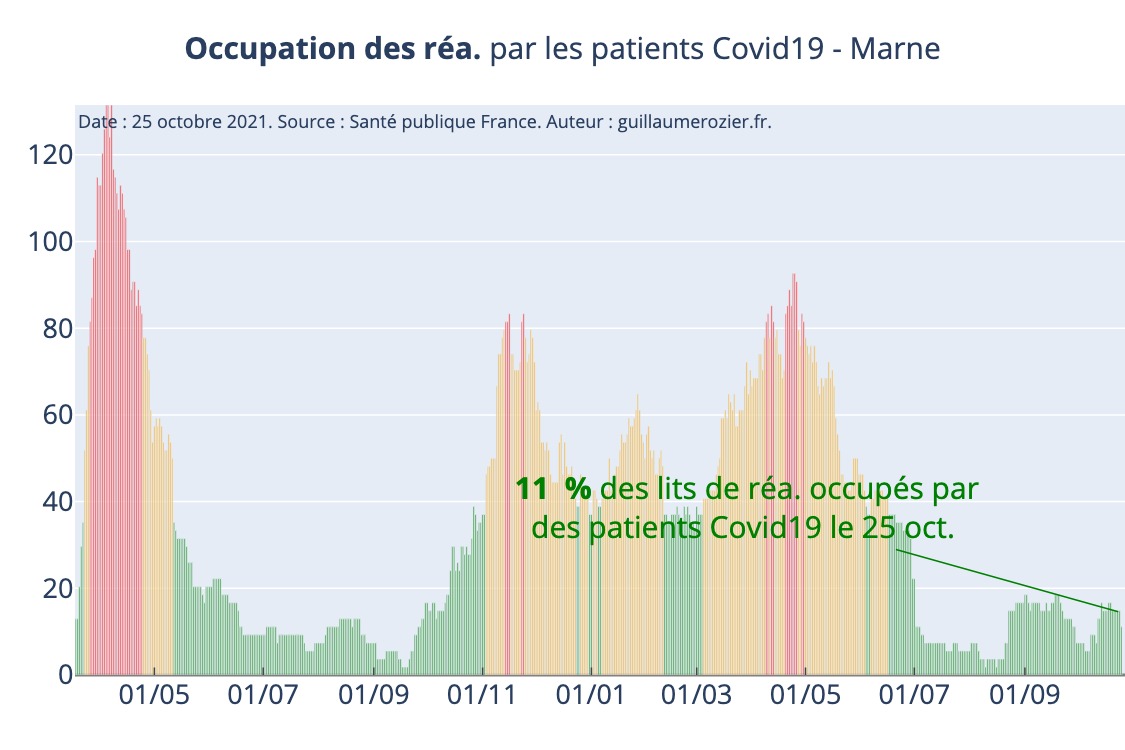 Occupation des réa. par les patients Covid19 - Marne
Date : 25 octobre 2021. Source : Santé publique France. Auteur : guillaumerozier.fr.
120
100
80
60
40
20
0
11 % des lits de réa. occupés par
des patients Covid19 le 25 oct.
01/05 01/07 01/09 01/11 01/01 01/03 01/05 01/07 01/09